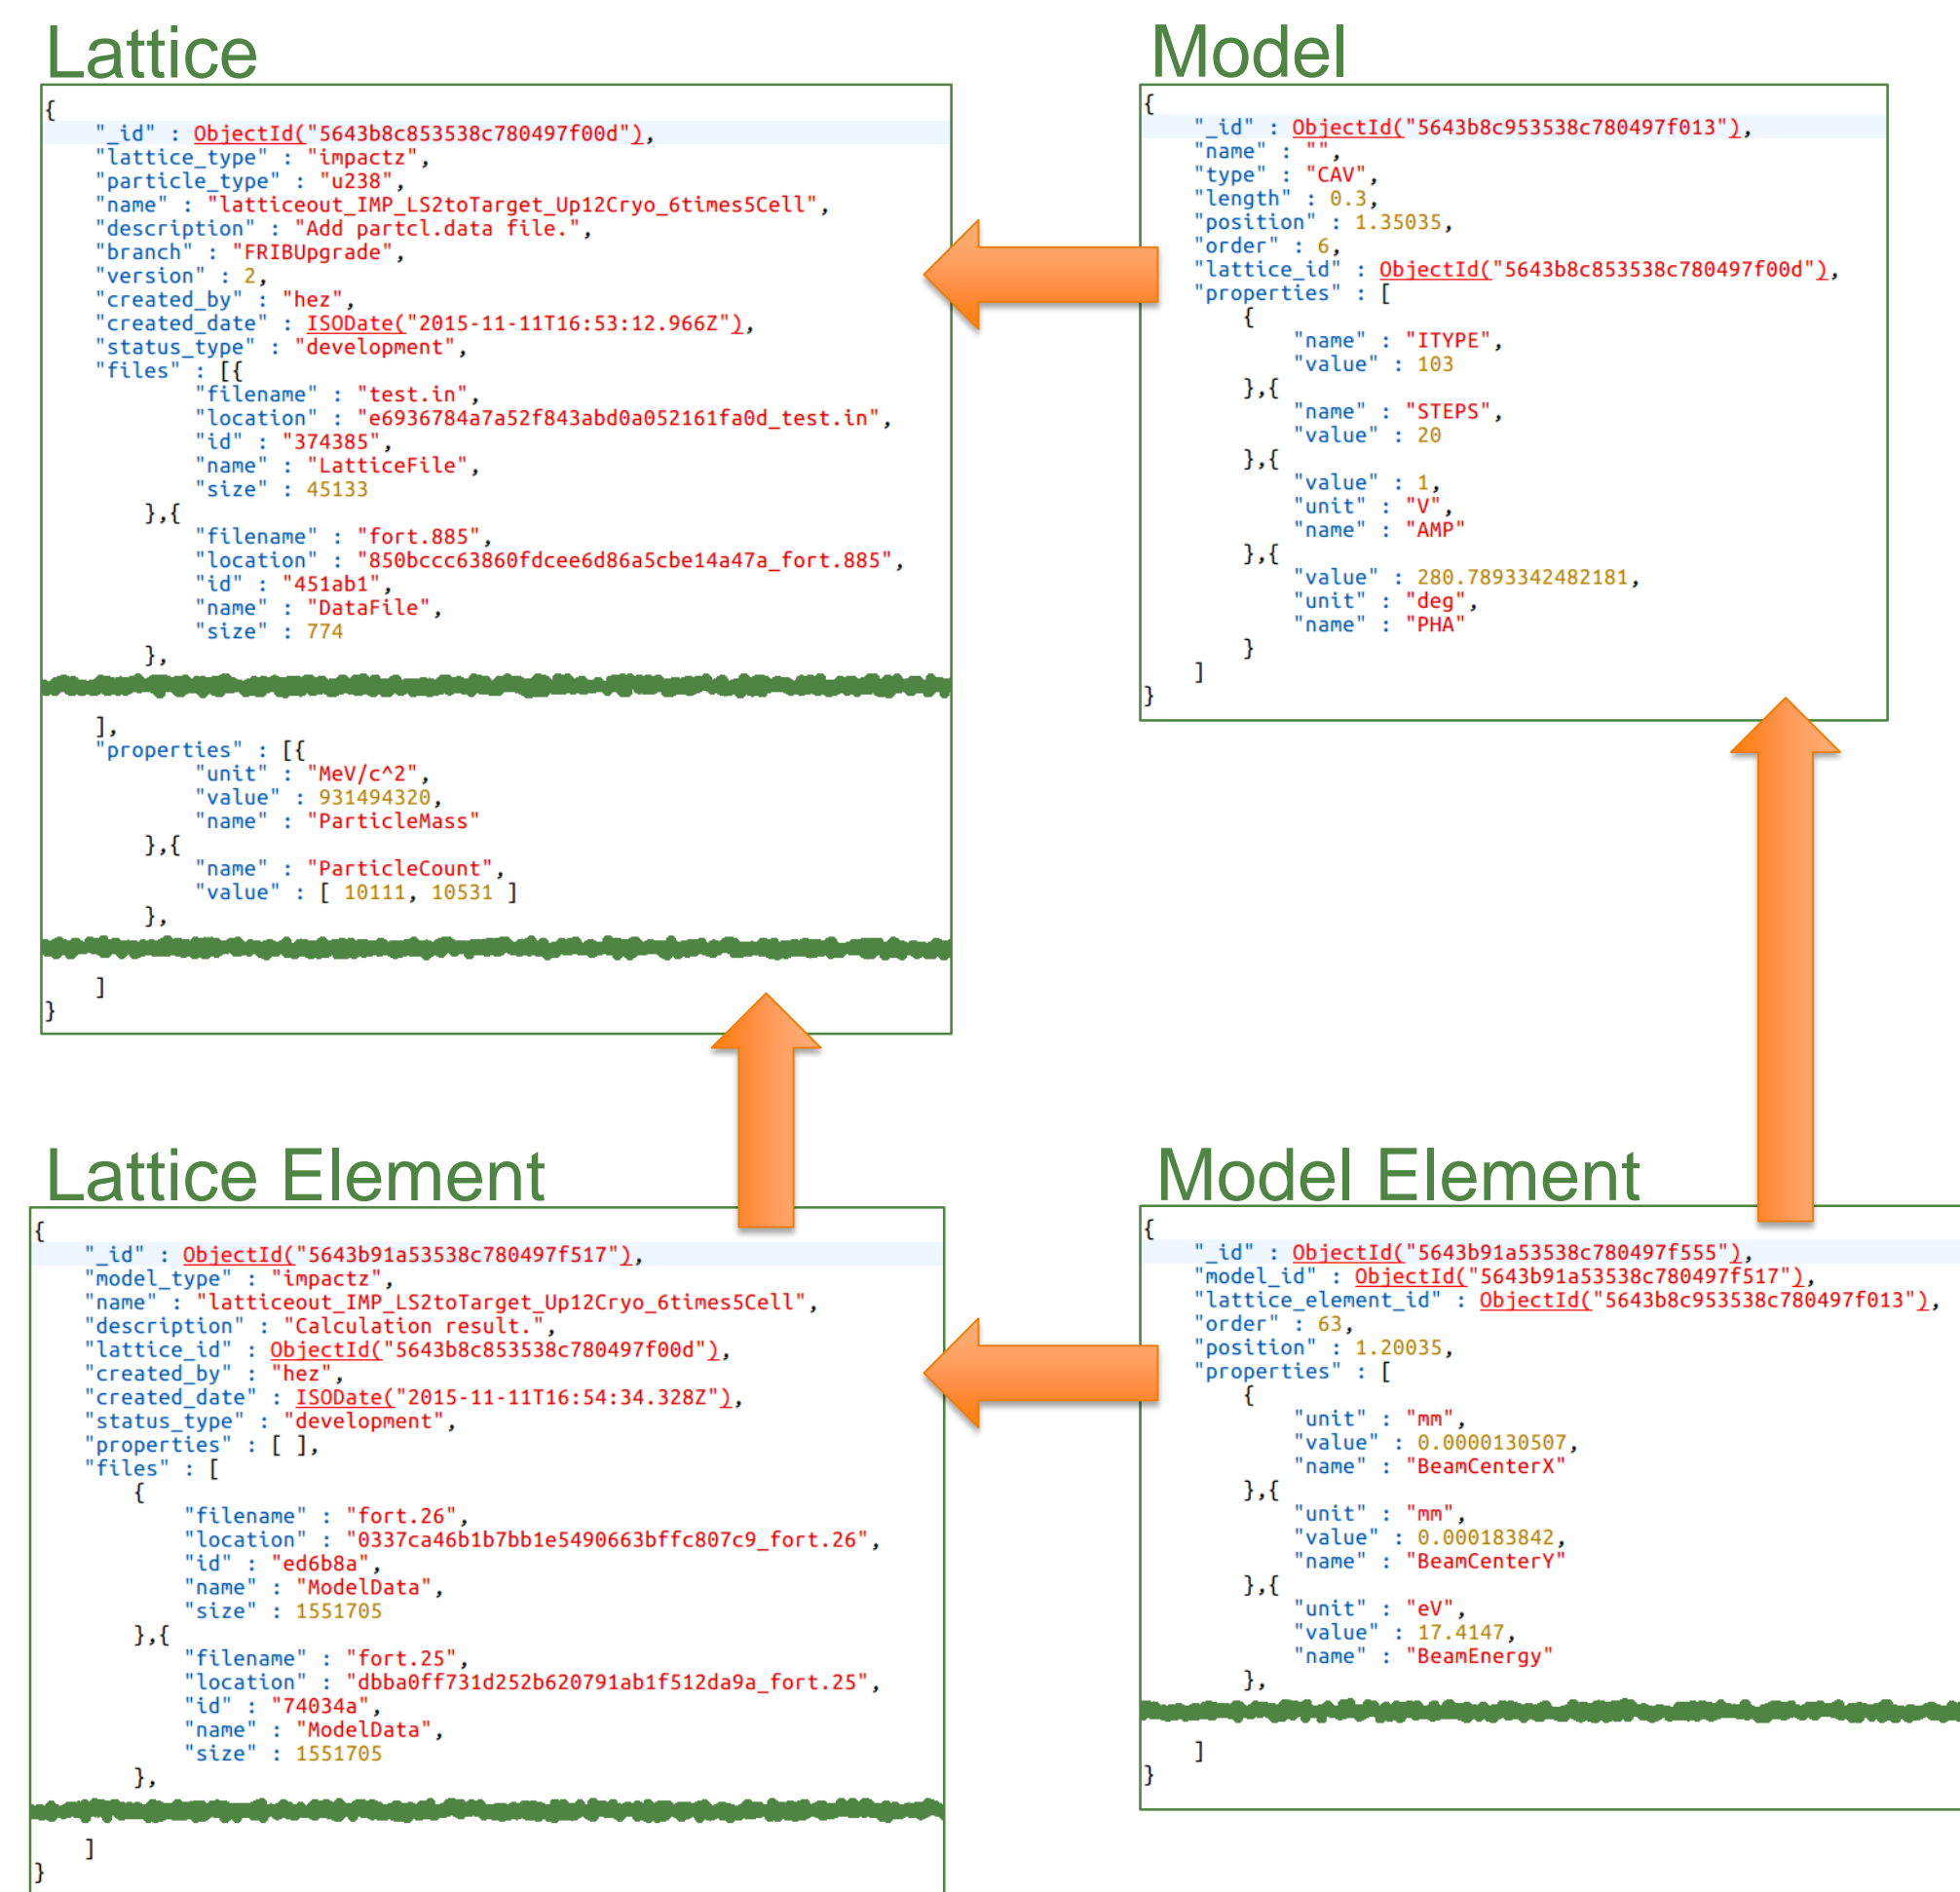 Lattice
{
"_id" : ObjectId("5643b8c853538c780497f00d"),
"lattice_type" : "impactz",
"particle_type" : "u238",
"name" : "latticeout_IMP_LS2toTarget_Up12Cryo_6times5Cell",
"description" : "Add partcl.data file.",
"branch" : "FRIBUpgrade",
"version" : 2,
"created_by" : "hez",
"created_date" : ISODate("2015-11-11T16:53:12.966Z"),
"status_type" : "development",
"files" : [{
"filename" : "test.in",
"location" : "e6936784a7a52f843abd0a052161fa0d_test.in",
"id" : "374385",
"name" : "LatticeFile",
"size" : 45133
},{
"filename" : "fort.885",
"location" : "850bccc63860fdcee6d86a5cbe14a47a_fort.885",
"id" : "451ab1",
"name" : "DataFile",
"size" : 774
},
],
"properties" : [{
"unit" : "MeV/c^2",
"value" : 931494320,
"name" : "ParticleMass"
},{
"name" : "ParticleCount",
"value" : [ 10111, 10531 ]
},
]
}
Model
{
"_id" : ObjectId("5643b8c953538c780497f013"),
"name" : "",
"type" : "CAV",
"length" : 0.3,
"position" : 1.35035,
"order" : 6,
"lattice_id" : ObjectId("5643b8c853538c780497f00d"),
"properties" : [
{
"name" : "ITYPE",
"value" : 103
},{
"name" : "STEPS",
"value" : 20
},{
"value" : 1,
"unit" : "V",
"name" : "AMP"
},{
"value" : 280.7893342482181,
"unit" : "deg",
"name" : "PHA"
}
]
}
Lattice Element
{
"_id" : ObjectId("5643b91a53538c780497f517"),
"model_type" : "impactz",
"name" : "latticeout_IMP_LS2toTarget_Up12Cryo_6times5Cell",
"description" : "Calculation result.",
"lattice_id" : ObjectId("5643b8c853538c780497f00d"),
"created_by" : "hez",
"created_date" : ISODate("2015-11-11T16:54:34.328Z"),
"status_type" : "development",
"properties" : [ ],
"files" : [
{
"filename" : "fort.26",
"location" : "0337ca46b1b7bb1e5490663bffc807c9_fort.26",
"id" : "ed6b8a",
"name" : "ModelData",
"size" : 1551705
},{
"filename" : "fort.25",
"location" : "dbba0ff731d252b620791ab1f512da9a_fort.25",
"id" : "74034a",
"name" : "ModelData",
"size" : 1551705
},
]
}
Model Element
{
"_id" : ObjectId("5643b91a53538c780497f555"),
"model_id" : ObjectId("5643b91a53538c780497f517"),
"lattice_element_id" : ObjectId("5643b8c953538c780497f013"),
"order" : 63,
"position" : 1.20035,
"properties" : [
{
"unit" : "mm",
"value" : 0.0000130507,
"name" : "BeamCenterX"
},{
"unit" : "mm",
"value" : 0.000183842,
"name" : "BeamCenterY"
},{
"unit" : "eV",
"value" : 17.4147,
"name" : "BeamEnergy"
},
]
}